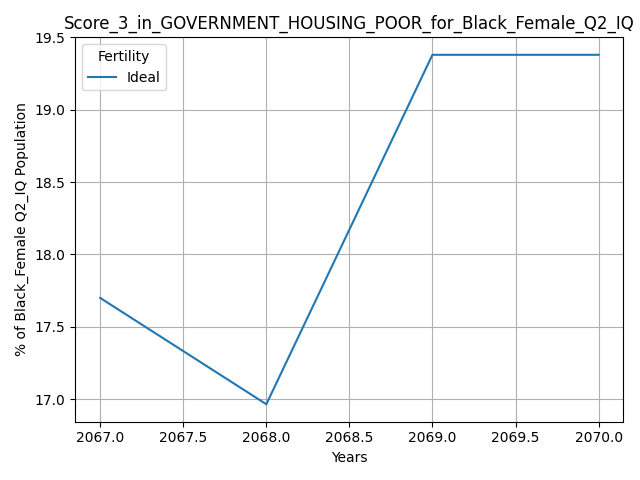 Score_3_in_GOVERNMENT_HOUSING_POOR_for_Black_Female_Q2_IQ
Fertility
Ideal
% of Black_Female Q2_IQ Population
19.5
19.0
18.5
18.0
17.5
17.0
2067.0 2067.5 2068.0 2068.5 2069.0 2069.5 2070.0
Years